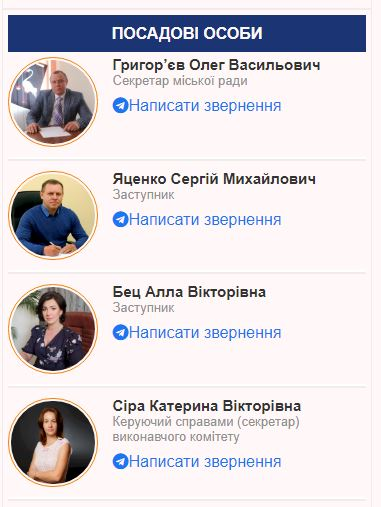 ПОСАДОВІ ОСОБИ
Григор’єв Олег Васильович
Секретар міської ради
Написати звернення
Яценко Сергій Михайлович
Заступник
Написати звернення
Бец Алла Вікторівна
Заступник
Написати звернення
Сіра Катерина Вікторівна
Керуючий справами (секретар)
виконавчого комітету
Написати звернення